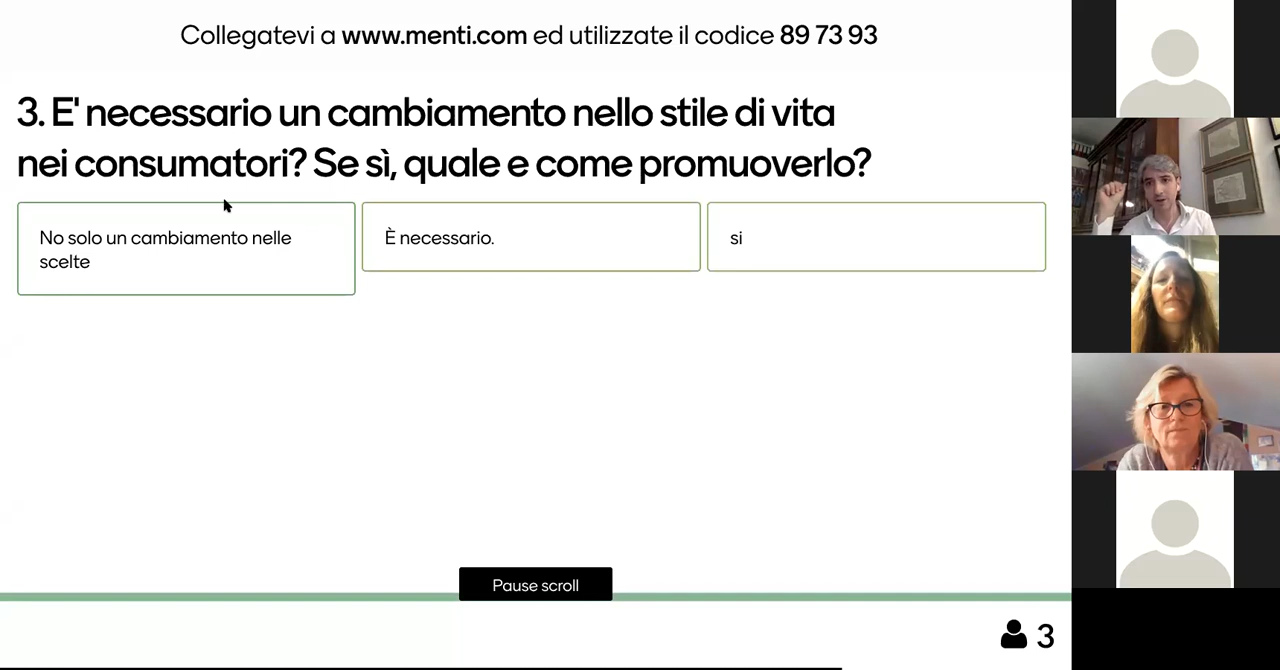 Collegatevi a www.menti.com ed utilizzate il codice 89 73 93
3. E' necessario un cambiamento nello stile di vita
nei consumatori? Se sì, quale e come promuoverlo?
No solo un cambiamento nelle
scelte
È necessario.
si
Pause scroll
3